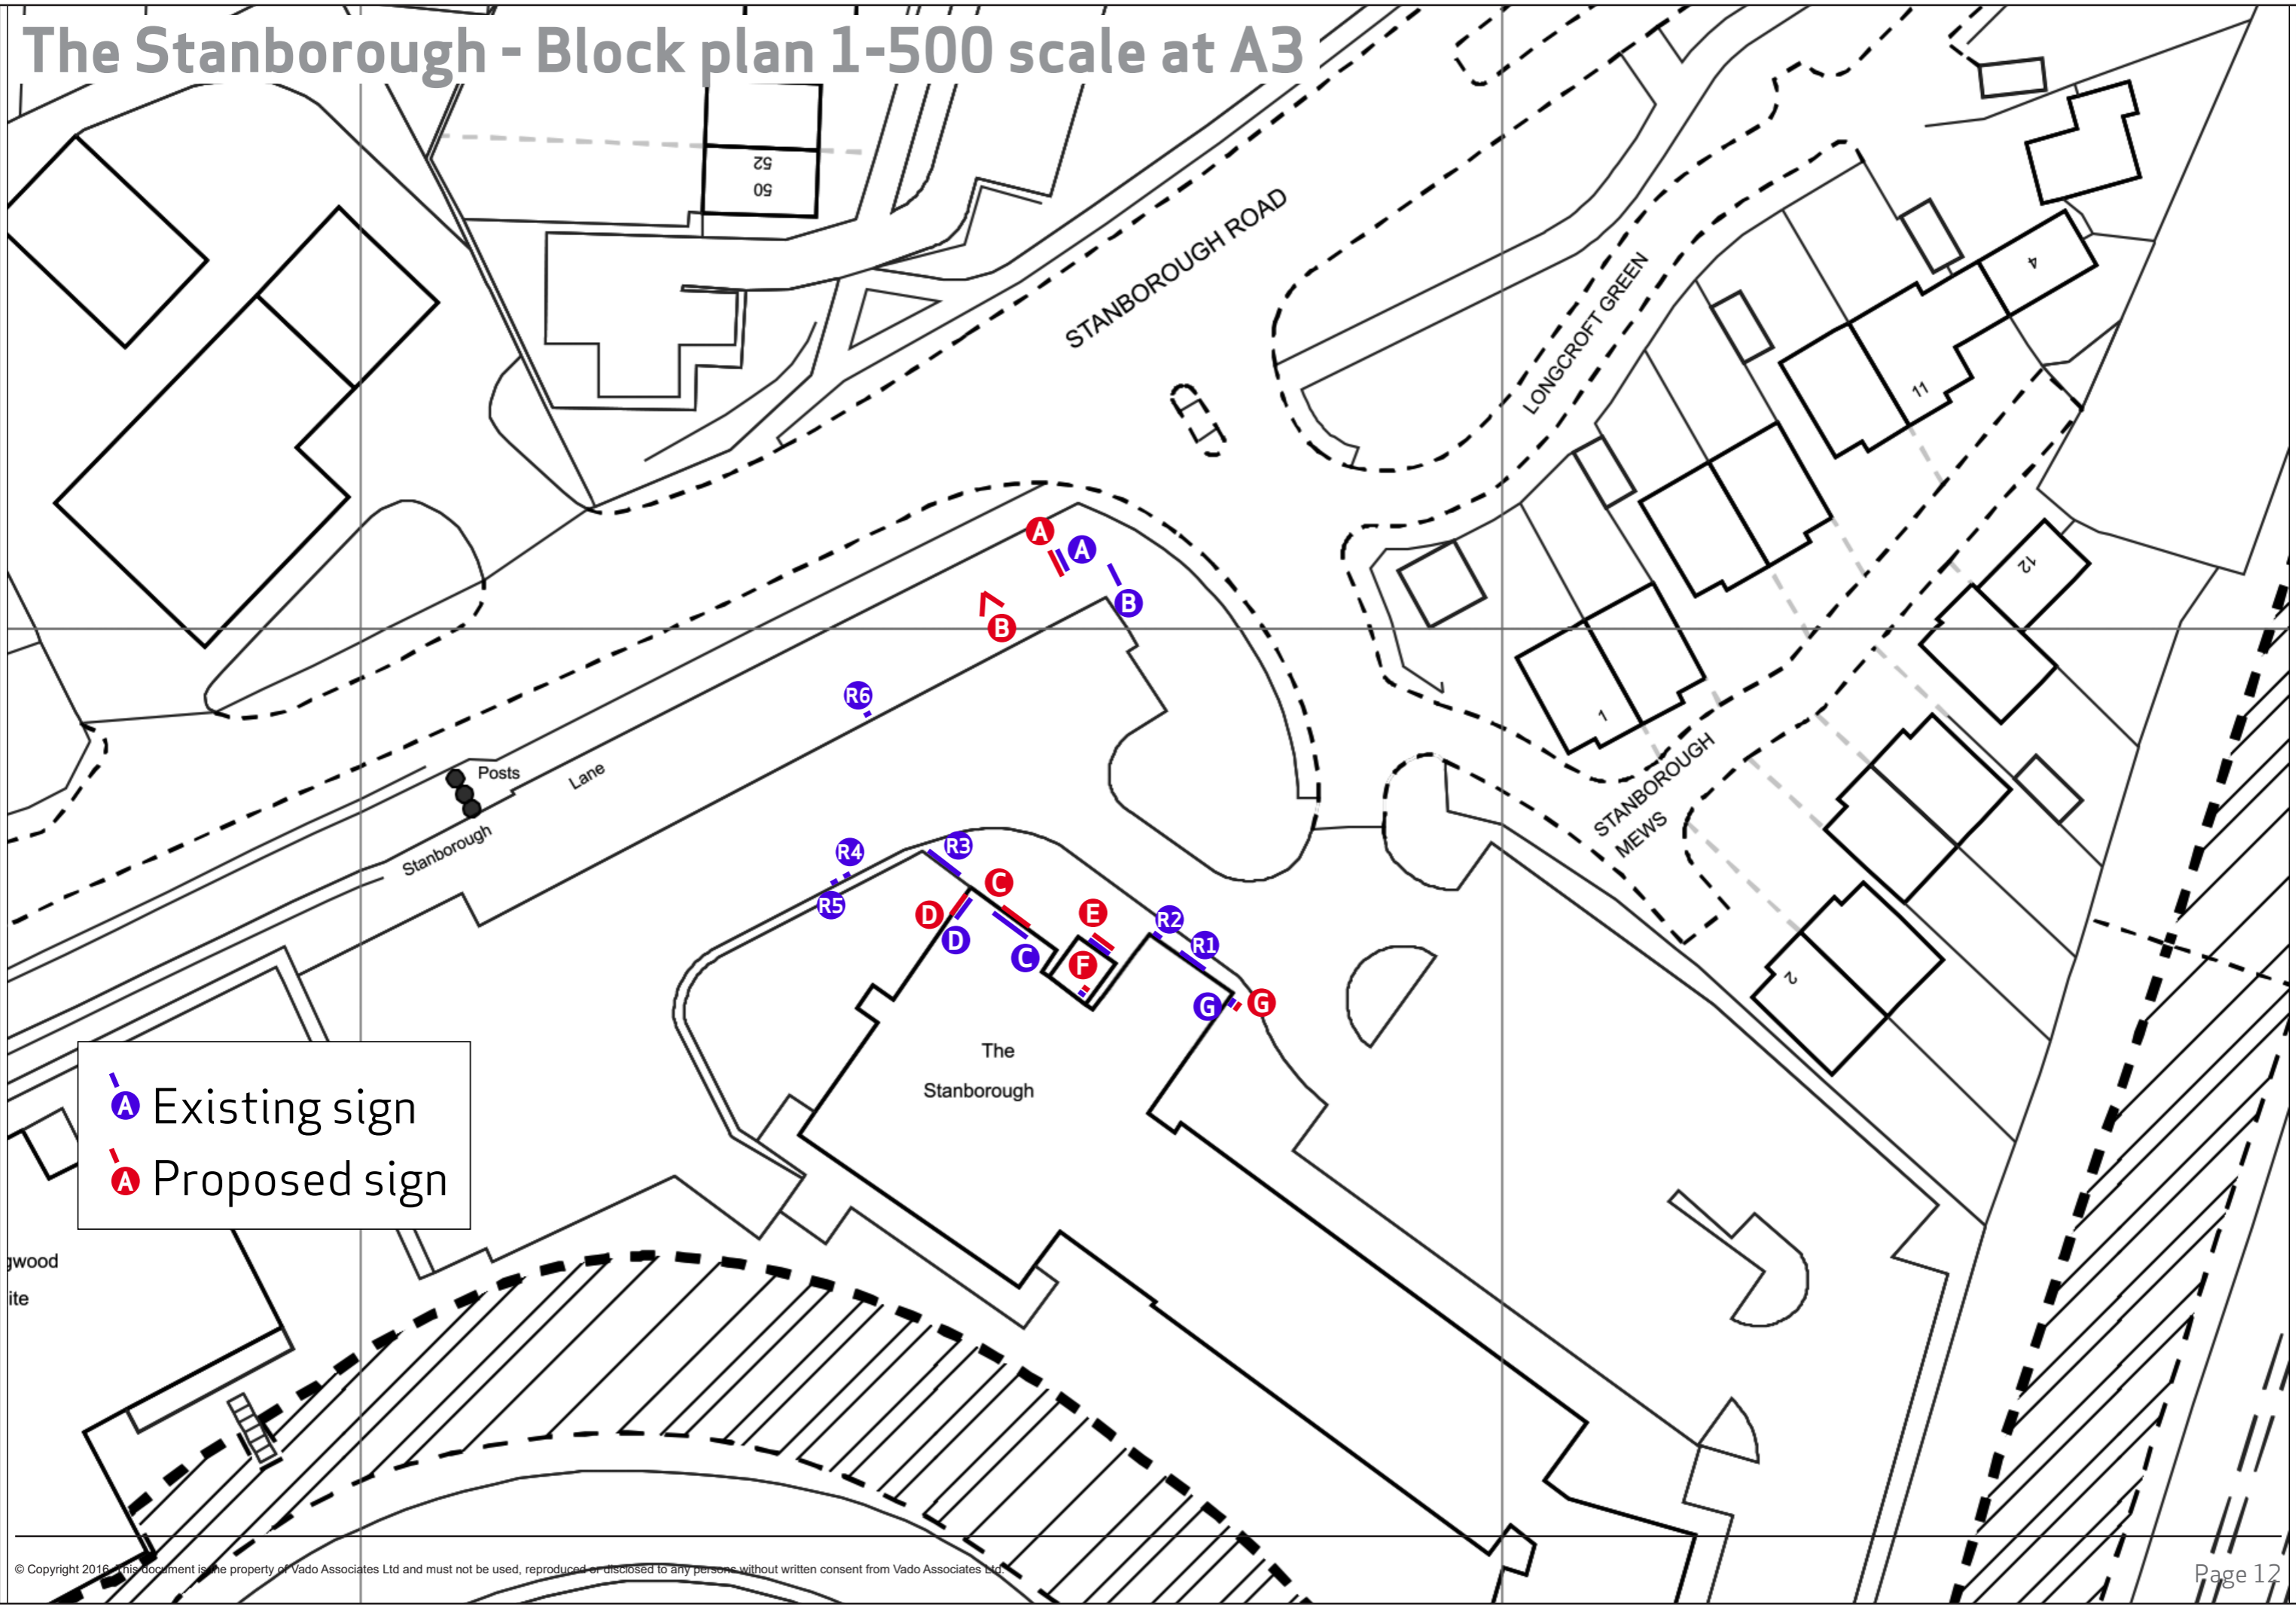 The Stanborough - Block plan 1-500 scale at A3
52
50
STANBOROUGH ROAD
LONGCROFT GREEN
4
11
12
A
A
B
B
1
R6
Posts
Lane
Stanborough
STANBOROUGH
MEWS
R4
R3
R5
C
D
D
C
E
F
R2
R1
G
G
2
The
Stanborough
A Existing sign
A Proposed sign
gwood
ite
© Copyright 2016. This document is the property of Vado Associates Ltd and must not be used, reproduced or disclosed to any persons without written consent from Vado Associates Ltd.
Page 12